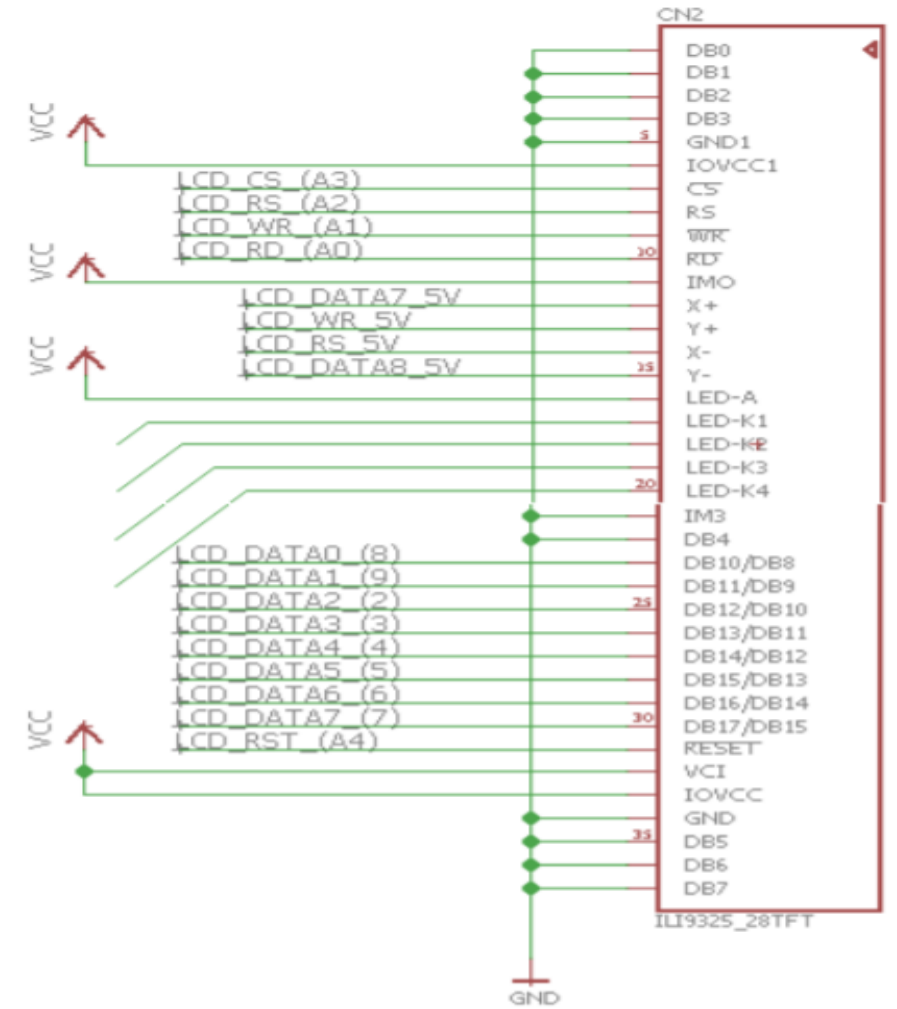 CN2
DB0
DB1
DB2
DB3
5 GND1
VCC IOVCC1
LCD_CS_(A3) CS
LCD_RS_(A2) RS
LCD_WR_(A1) WR
LCD_RD_(A0) 10 RD
VCC IMO
LCD_DATA7_5V X+
LCD_WR_5V Y+
LCD_RS_5V X-
LCD_DATA8_5V 15 Y-
VCC LED-A
LED-K1
LED-K2
LED-K3
20 LED-K4
IM3
DB4
LCD_DATA0_(8) DB10/DB8
LCD_DATA1_(9) DB11/DB9
LCD_DATA2_(2) 25 DB12/DB10
LCD_DATA3_(3) DB13/DB11
LCD_DATA4_(4) DB14/DB12
LCD_DATA5_(5) DB15/DB13
LCD_DATA6_(6) DB16/DB14
LCD_DATA7_(7) 30 DB17/DB15
LCD_RST_(A4) RESET
VCC VCI
IOVCC
GND
35 DB5
DB6
DB7
ILI9325_28TFT
GND